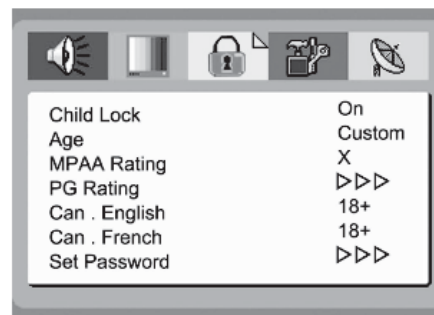 Child Lock On
Age Custom
MPAA Rating X
PG Rating ▷▷▷
Can . English 18+
Can . French 18+
Set Password ▷▷▷